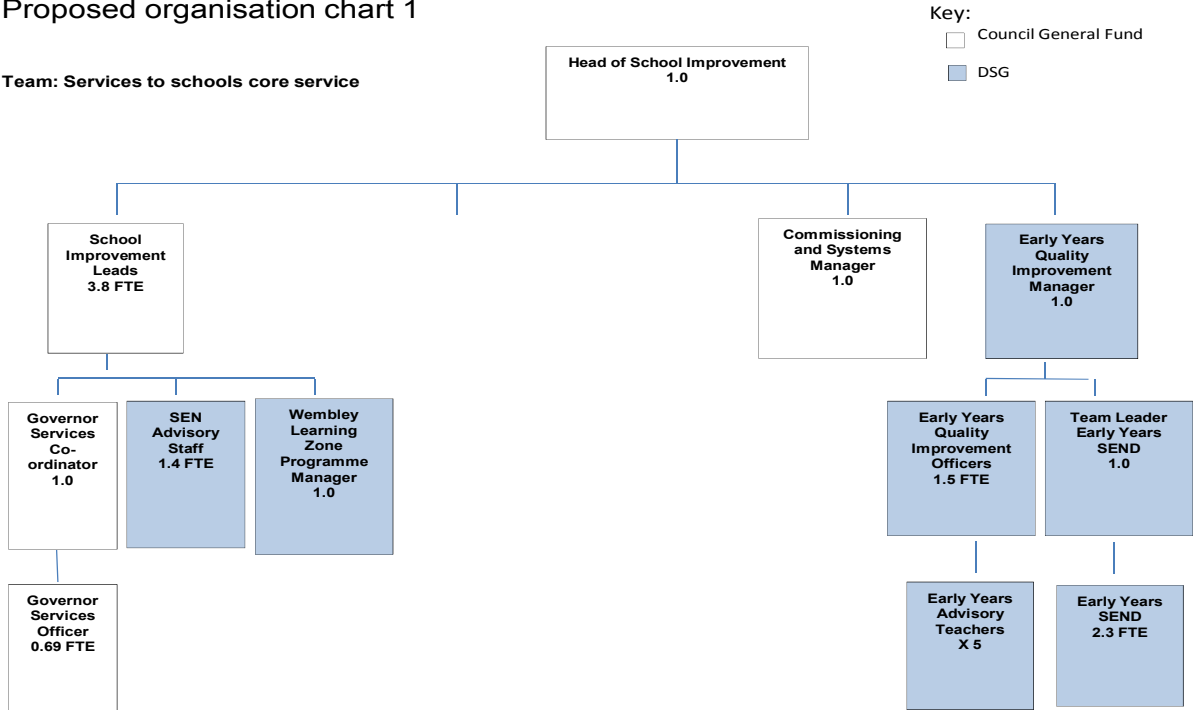 Proposed organisation chart 1
Key:
Council General Fund
DSG
Team: Services to schools core service
Head of School Improvement
1.0
School
Improvement
Leads
3.8 FTE
Commissioning
and Systems
Manager
1.0
Early Years
Quality
Improvement
Manager
1.0
Governor
Services
Co-
ordinator
1.0
SEN
Advisory
Staff
1.4 FTE
Wembley
Learning
Zone
Programme
Manager
1.0
Early Years
Quality
Improvement
Officers
1.5 FTE
Team Leader
Early Years
SEND
1.0
Governor
Services
Officer
0.69 FTE
Early Years
Advisory
Teachers
X 5
Early Years
SEND
2.3 FTE